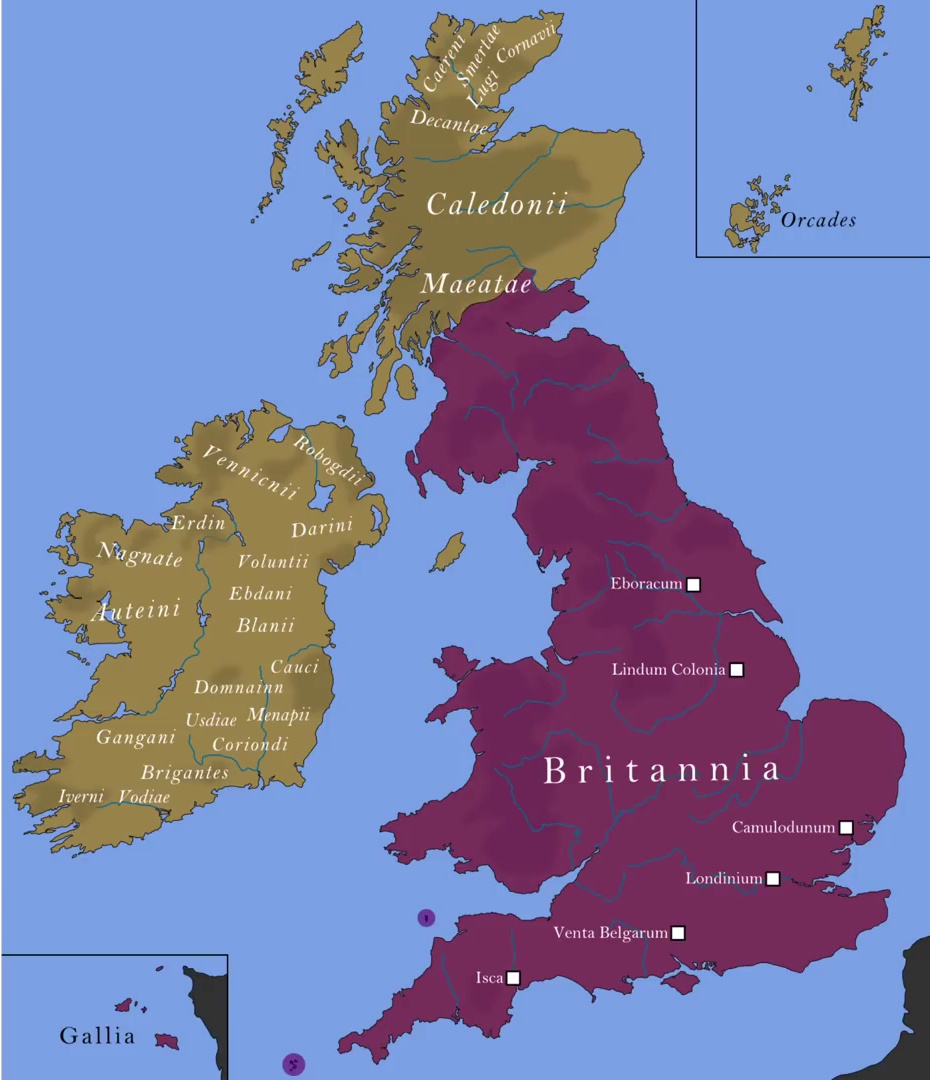 Caereni
Smertae
Cornavii
Lugi
Decantae
Caledonii
Orcades
Maeatae
Robogdii
Vennicnii
Erdin
Darini
Nagnate
Voluntii
Ebdani
Auteini
Blanii
Cauci
Domnainn
Menapii
Usdiae
Gangani
Coriondi
Brigantes
Iverni
Vodiae
Eboracum
Lindum Colonia
Britannia
Camulodunum
Londinium
Venta Belgarum
Isca
Gallia